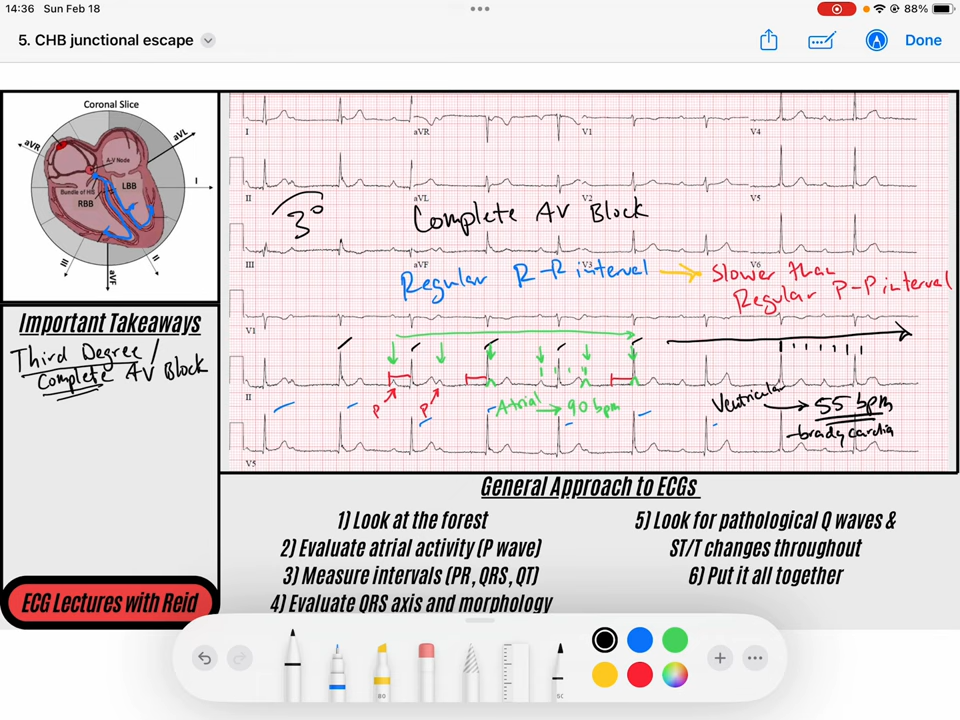 14:36 Sun Feb 18
88%
5. CHB junctional escape
Done
Coronal Slice
aVR
aVL
A-V Node
Bundle of His
LBB
RBB
I
III
II
aVF
I
aVR
V1
V4
II
aVL
V2
V5
3° Complete AV Block
III
aVF
V3
V6
Regular R-R interval → Slower than
Regular P-P interval
V1
II
P
P
Atrial → 90 bpm
Ventricular → 55 bpm
-bradycardia
V5
Important Takeaways
Third Degree /
Complete AV Block
ECG Lectures with Reid
General Approach to ECGs
1) Look at the forest
2) Evaluate atrial activity (P wave)
3) Measure intervals (PR, QRS, QT)
4) Evaluate QRS axis and morphology
5) Look for pathological Q waves &
ST/T changes throughout
6) Put it all together